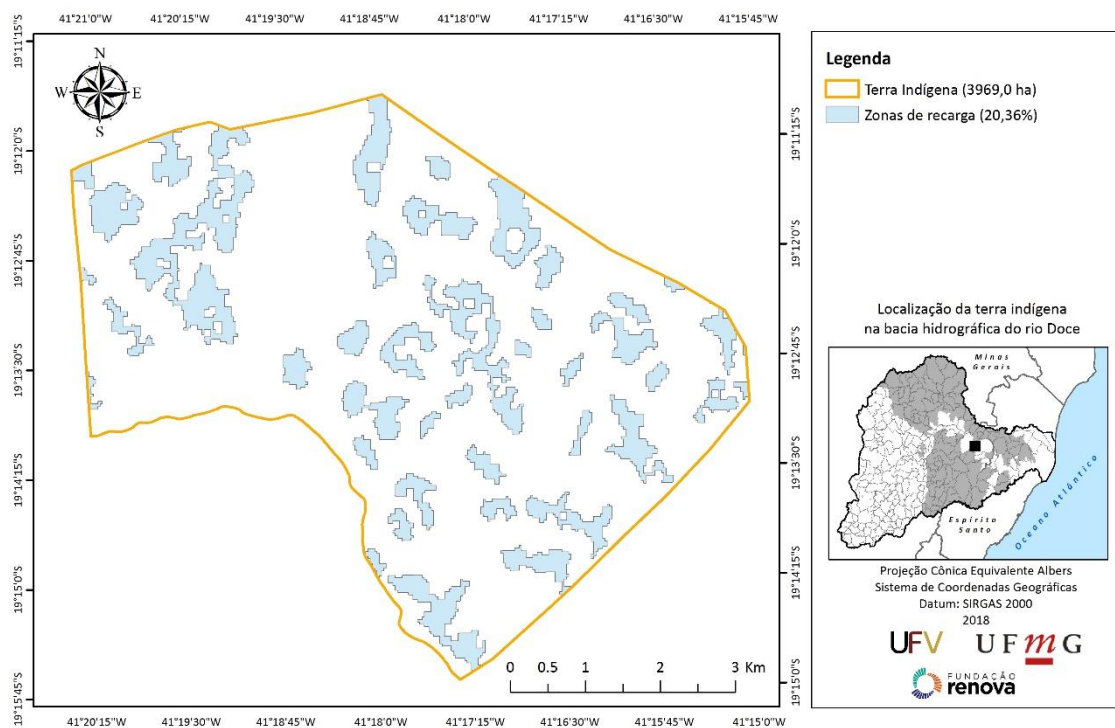 41°21'0"W 41°20'15"W 41°19'30"W 41°18'45"W 41°18'0"W 41°17'15"W 41°16'30"W 41°15'45"W
19°11'15"S
19°12'0"S
19°12'45"S
19°13'30"S
19°14'15"S
19°15'0"S
19°15'45"S
N
W E
S
19°11'15"S
19°12'0"S
19°12'45"S
19°13'30"S
19°14'15"S
19°15'0"S
0 0.5 1 2 3 Km
41°20'15"W 41°19'30"W 41°18'45"W 41°18'0"W 41°17'15"W 41°16'30"W 41°15'45"W 41°15'0"W
Legenda
Terra Indígena (3969,0 ha)
Zonas de recarga (20,36%)
Localização da terra indígena
na bacia hidrográfica do rio Doce
Minas
Gerais
Espírito
Santo
Oceano Atlântico
Projeção Cônica Equivalente Albers
Sistema de Coordenadas Geográficas
Datum: SIRGAS 2000
2018
UFV UFmG
FUNDAÇÃO
renova